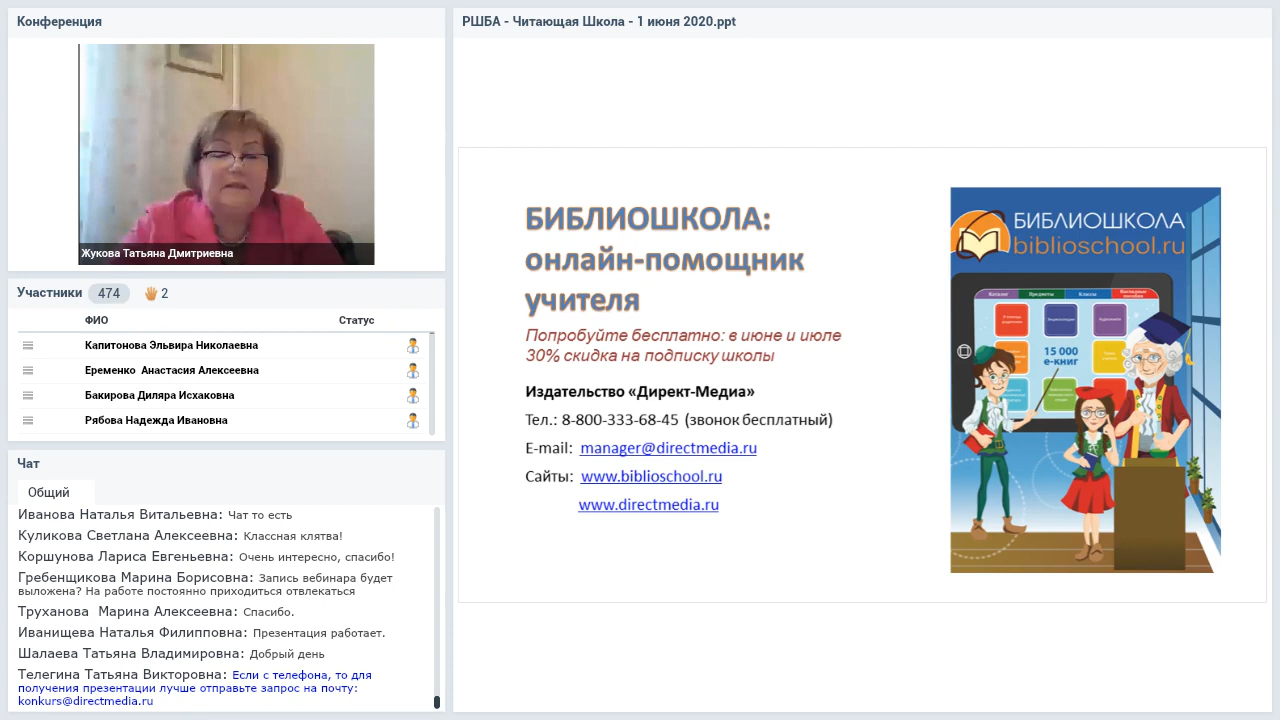 Конференция
Жукова Татьяна Дмитриевна
Участники 474 2
ФИО Статус
Капитонова Эльвира Николаевна
Еременко Анастасия Алексеевна
Бакирова Диляра Исхаковна
Рябова Надежда Ивановна
Чат
Общий
Иванова Наталья Витальевна: Чат то есть
Куликова Светлана Алексеевна: Классная клятва!
Коршунова Лариса Евгеньевна: Очень интересно, спасибо!
Гребенщикова Марина Борисовна: Запись вебинара будет
выложена? На работе постоянно приходиться отвлекаться
Труханова Марина Алексеевна: Спасибо.
Иванищева Наталья Филипповна: Презентация работает.
Шалаева Татьяна Владимировна: Добрый день
Телегина Татьяна Викторовна: Если с телефона, то для
получения презентации лучше отправьте запрос на почту:
konkurs@directmedia.ru
РШБА - Читающая Школа - 1 июня 2020.ppt
БИБЛИОШКОЛА:
онлайн-помощник
учителя
Попробуйте бесплатно: в июне и июле
30% скидка на подписку школы
Издательство «Директ-Медиа»
Тел.: 8-800-333-68-45 (звонок бесплатный)
E-mail: manager@directmedia.ru
Сайты: www.biblioschool.ru
www.directmedia.ru
БИБЛИОШКОЛА
biblioschool.ru
Каталог Предметы Классы
15 000
е-книг